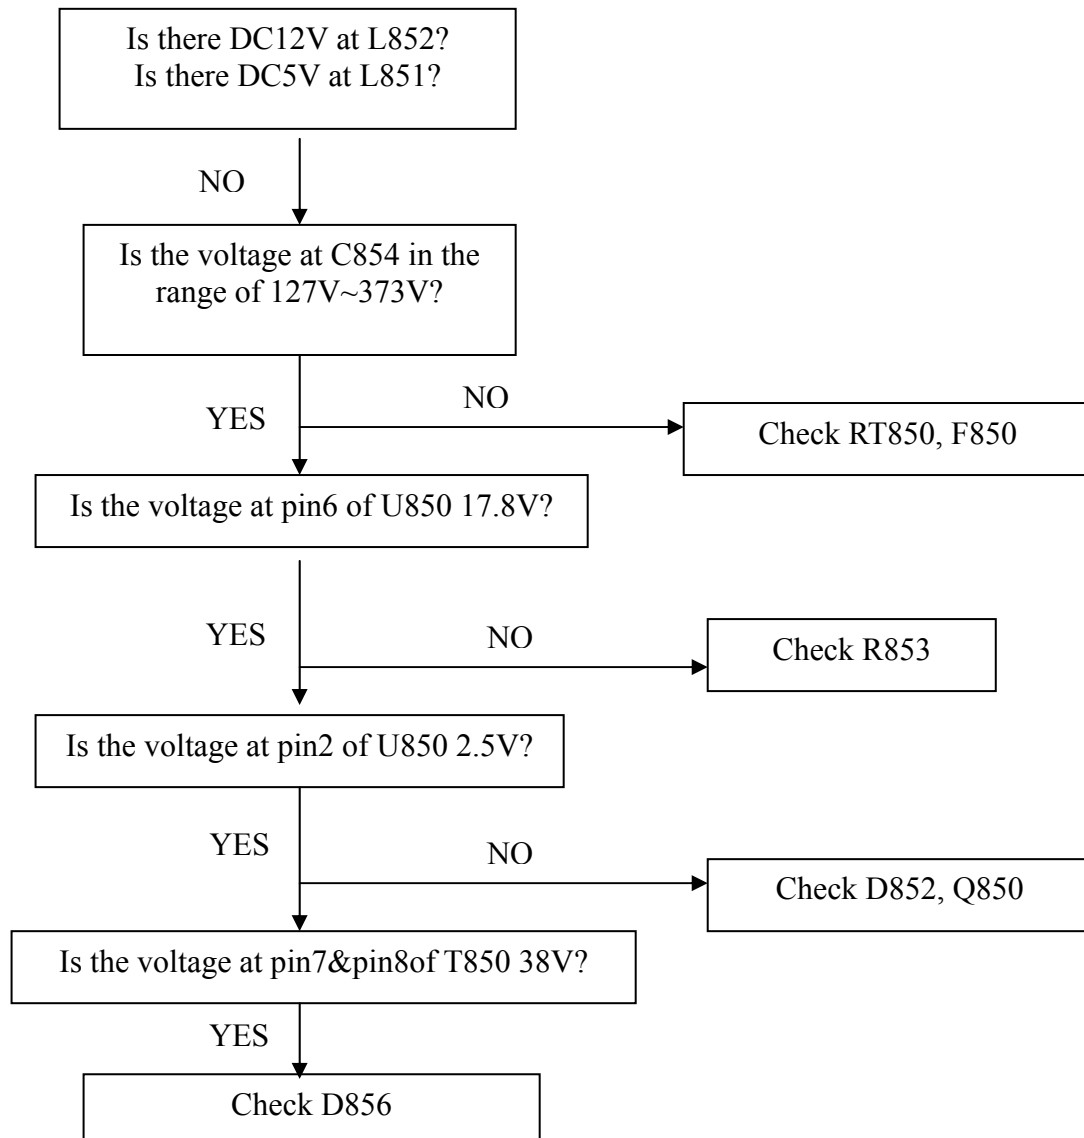 Is there DC12V at L852?
Is there DC5V at L851?
NO
Is the voltage at C854 in the
range of 127V~373V?
YES
NO
Check RT850, F850
Is the voltage at pin6 of U850 17.8V?
YES
NO
Check R853
Is the voltage at pin2 of U850 2.5V?
YES
NO
Check D852, Q850
Is the voltage at pin7&pin8of T850 38V?
YES
Check D856